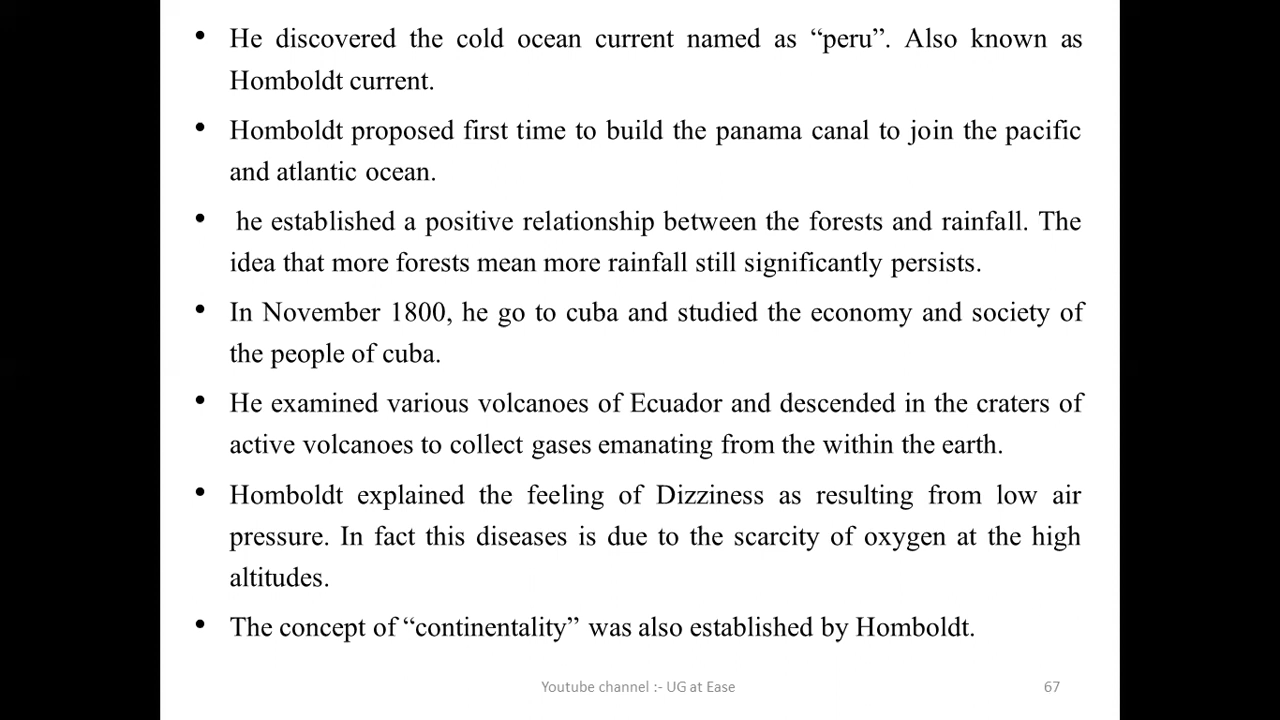 • He discovered the cold ocean current named as “peru”. Also known as
Homboldt current.
• Homboldt proposed first time to build the panama canal to join the pacific
and atlantic ocean.
• he established a positive relationship between the forests and rainfall. The
idea that more forests mean more rainfall still significantly persists.
• In November 1800, he go to cuba and studied the economy and society of
the people of cuba.
• He examined various volcanoes of Ecuador and descended in the craters of
active volcanoes to collect gases emanating from the within the earth.
• Homboldt explained the feeling of Dizziness as resulting from low air
pressure. In fact this diseases is due to the scarcity of oxygen at the high
altitudes.
• The concept of “continentality” was also established by Homboldt.
Youtube channel :- UG at Ease
67